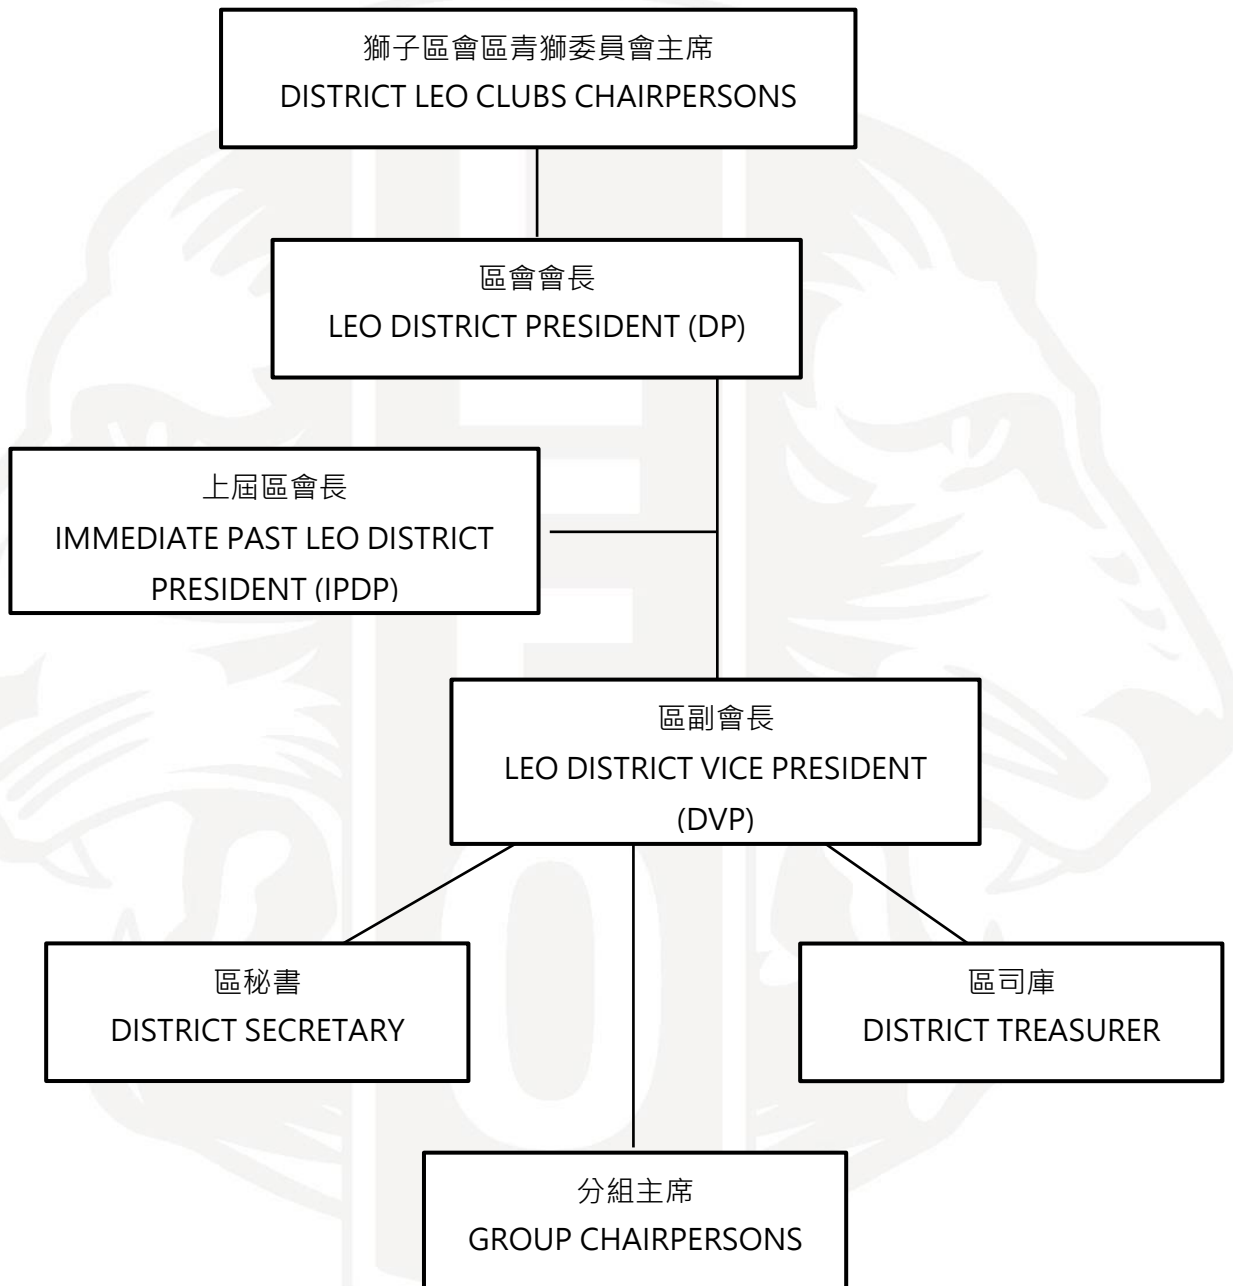 獅子區會區青獅委員會主席
DISTRICT LEO CLUBS CHAIRPERSONS
區會會長
LEO DISTRICT PRESIDENT (DP)
上屆區會長
IMMEDIATE PAST LEO DISTRICT
PRESIDENT (IPDP)
區副會長
LEO DISTRICT VICE PRESIDENT
(DVP)
區秘書
DISTRICT SECRETARY
區司庫
DISTRICT TREASURER
分組主席
GROUP CHAIRPERSONS